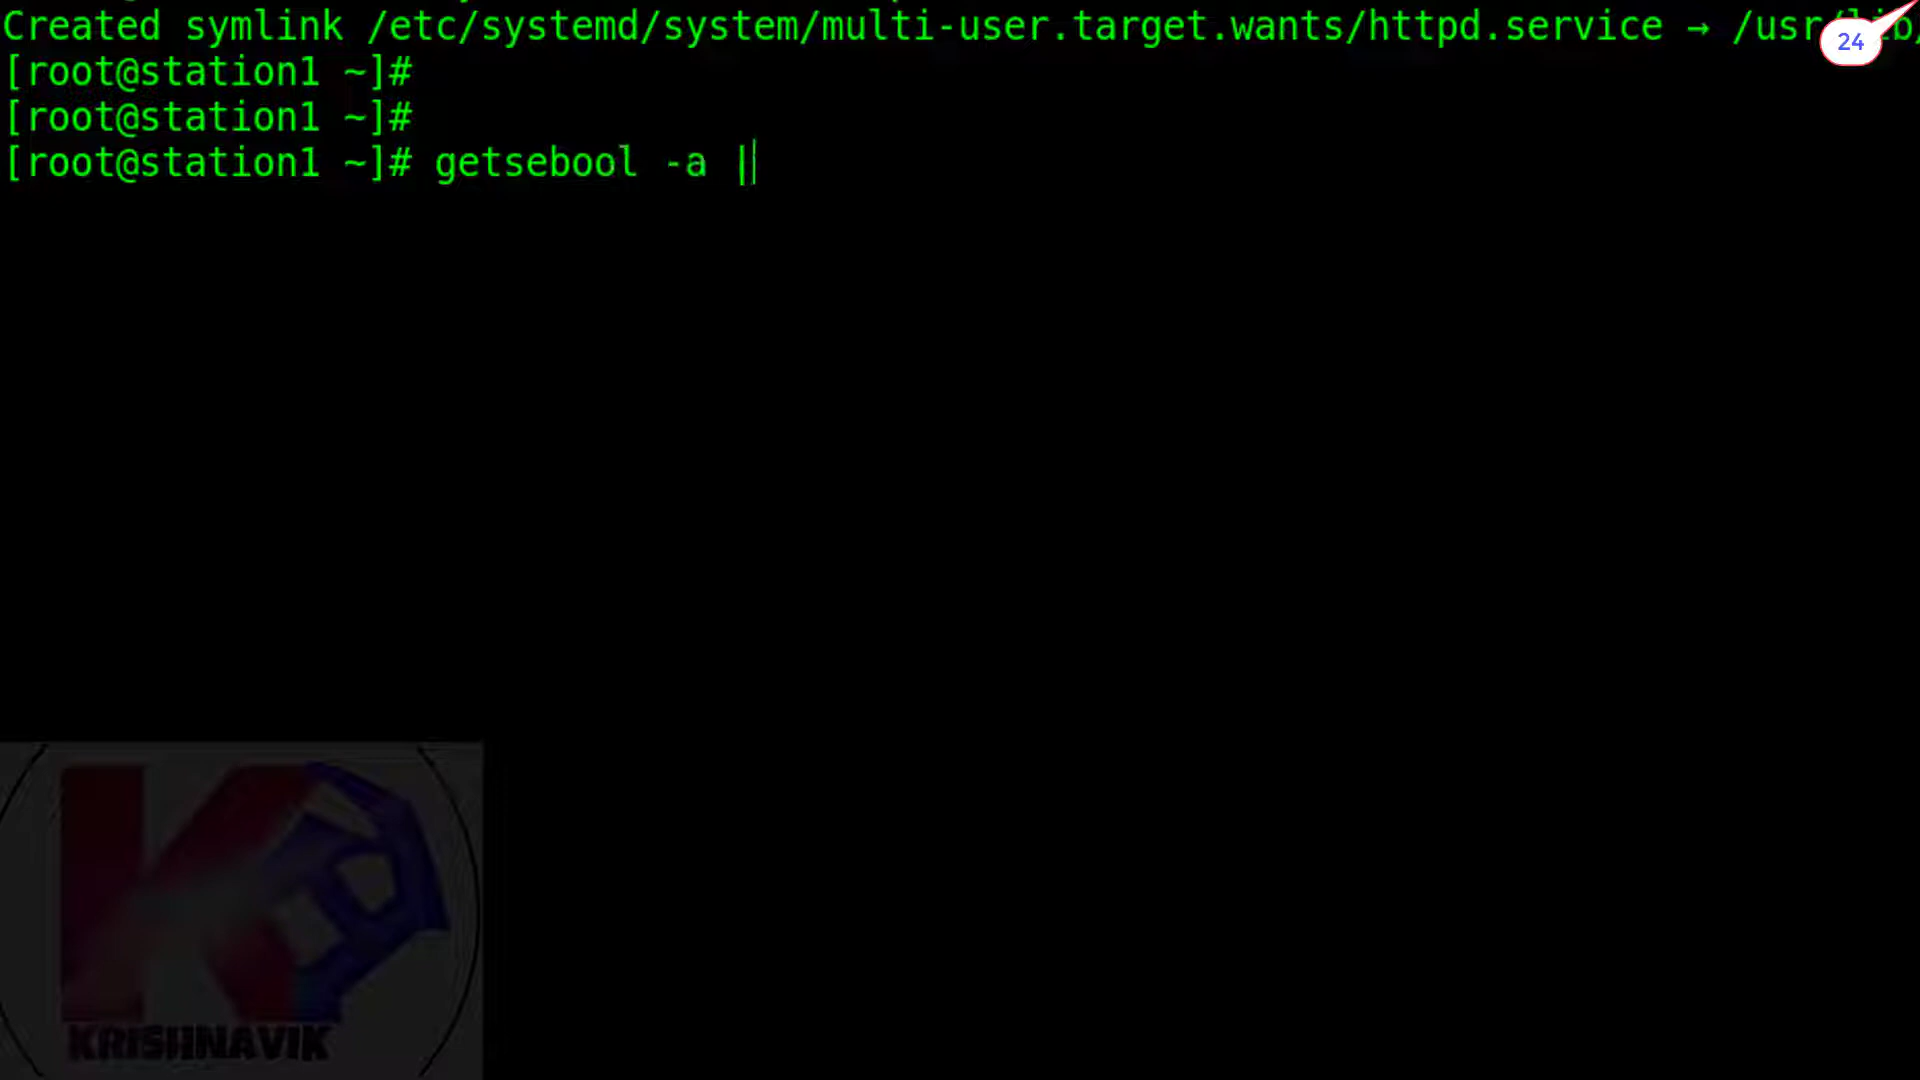 Created symlink /etc/systemd/system/multi-user.target.wants/httpd.service → /usr/lib/
24
[root@station1 ~]#
[root@station1 ~]#
[root@station1 ~]# getsebool -a |
KRISHNAVIK